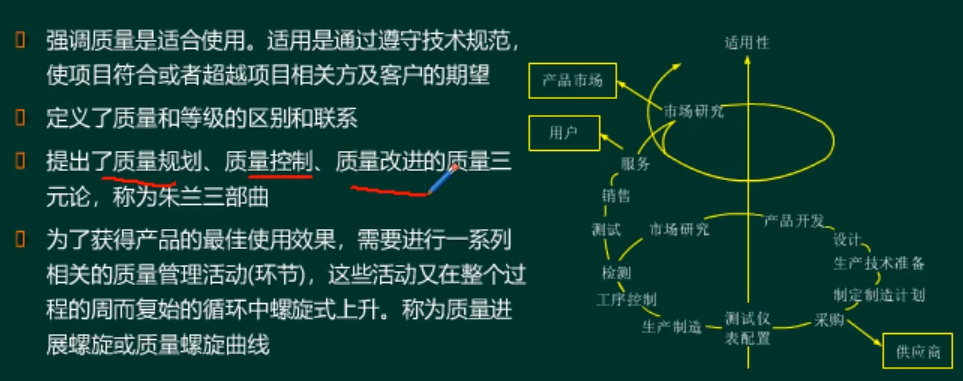 强调质量是适合使用。适用是通过遵守技术规范，
使项目符合或者超越项目相关方及客户的期望
定义了质量和等级的区别和联系
提出了质量规划、质量控制、质量改进的质量三
元论，称为朱兰三部曲
为了获得产品的最佳使用效果，需要进行一系列
相关的质量管理活动(环节)，这些活动又在整个过
程的周而复始的循环中螺旋式上升。称为质量进
展螺旋或质量螺旋曲线
适用性
产品市场
市场研究
用户
服务
销售
测试
检测
工序控制
生产制造
测试仪
表配置
采购
供应商
制定制造计划
生产技术准备
设计
产品开发
市场研究